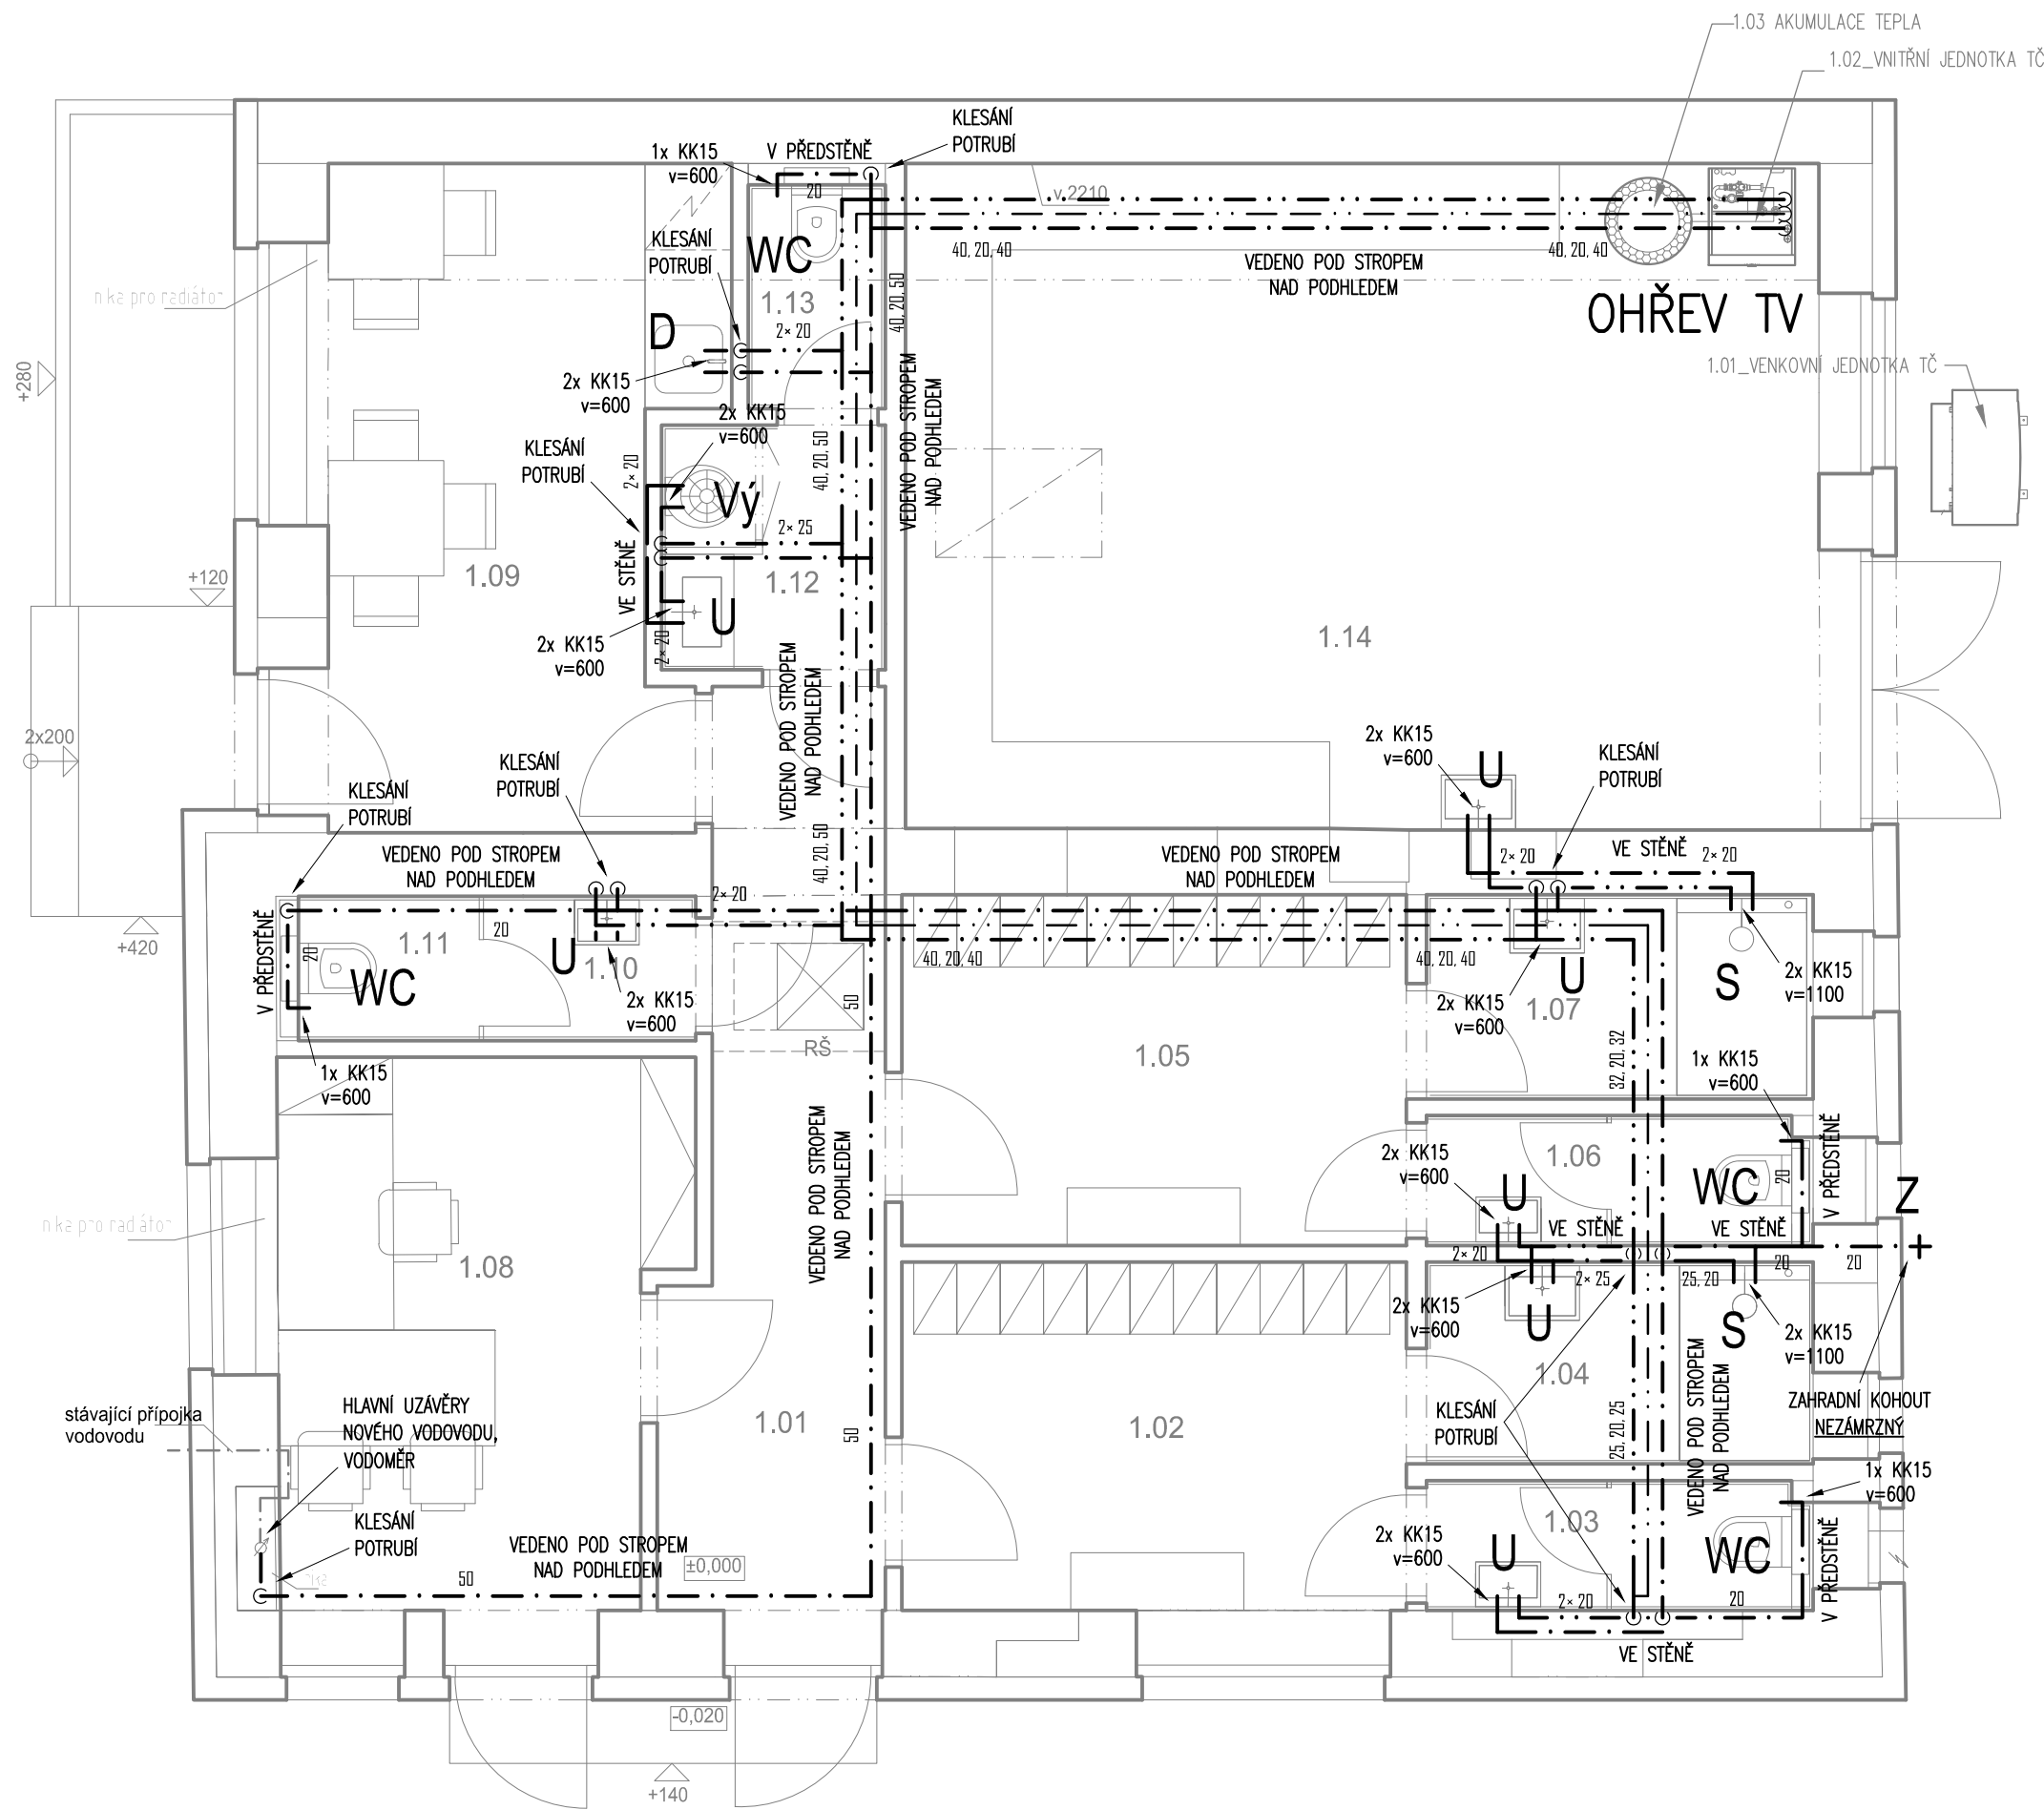 1.03 AKUMULACE TEPLA
1.02_VNITŘNÍ JEDNOTKA TČ
KLESÁNÍ
POTRUBÍ
1x KK15
v=600
V PŘEDSTĚNĚ
20
v.2210
KLESÁNÍ
POTRUBÍ
WC
1.13
40, 20, 40
40, 20, 40
VEDENO POD STROPEM
NAD PODHLEDEM
OHŘEV TV
40, 20, 50
2× 20
D
2x KK15
v=600
VEDENO POD STROPEM
NAD PODHLEDEM
1.01_VENKOVNÍ JEDNOTKA TČ
+280
2x KK15
v=600
KLESÁNÍ
POTRUBÍ
2× 20
40, 20, 50
Vý
2× 25
VE STĚNĚ
1.12
1.09
+120
U
2x KK15
v=600
2× 20
1.14
VEDENO POD STROPEM
NAD PODHLEDEM
2x200
KLESÁNÍ
POTRUBÍ
KLESÁNÍ
POTRUBÍ
2x KK15
v=600
U
KLESÁNÍ
POTRUBÍ
VEDENO POD STROPEM
NAD PODHLEDEM
40, 20, 50
VEDENO POD STROPEM
NAD PODHLEDEM
2× 20
VE STĚNĚ
2× 20
2× 20
V PŘEDSTĚNĚ
20
20
1.11
WC
U
1.10
2x KK15
v=600
+420
40, 20, 40
40, 20, 40
U
1.07
2x KK15
v=600
S
2x KK15
v=1100
50
RŠ
1x KK15
v=600
1.05
32, 20, 32
1x KK15
v=600
VEDENO POD STROPEM
NAD PODHLEDEM
2x KK15
v=600
U
1.06
WC
20
V PŘEDSTĚNĚ
Z
VE STĚNĚ
VE STĚNĚ
2× 20
2× 25
25, 20
20
20
1.08
2x KK15
v=600
U
S
2x KK15
v=1100
1.04
ZAHRADNÍ KOHOUT
NEZÁMRZNÝ
stávající přípojka
vodovodu
HLAVNÍ UZÁVĚRY
NOVÉHO VODOVODU,
VODOMĚR
1.01
50
1.02
KLESÁNÍ
POTRUBÍ
25, 20, 25
VEDENO POD STROPEM
NAD PODHLEDEM
1x KK15
v=600
KLESÁNÍ
POTRUBÍ
VEDENO POD STROPEM
NAD PODHLEDEM
50
±0,000
2x KK15
v=600
U
1.03
WC
V PŘEDSTĚNĚ
2× 20
20
VE STĚNĚ
-0,020
+140